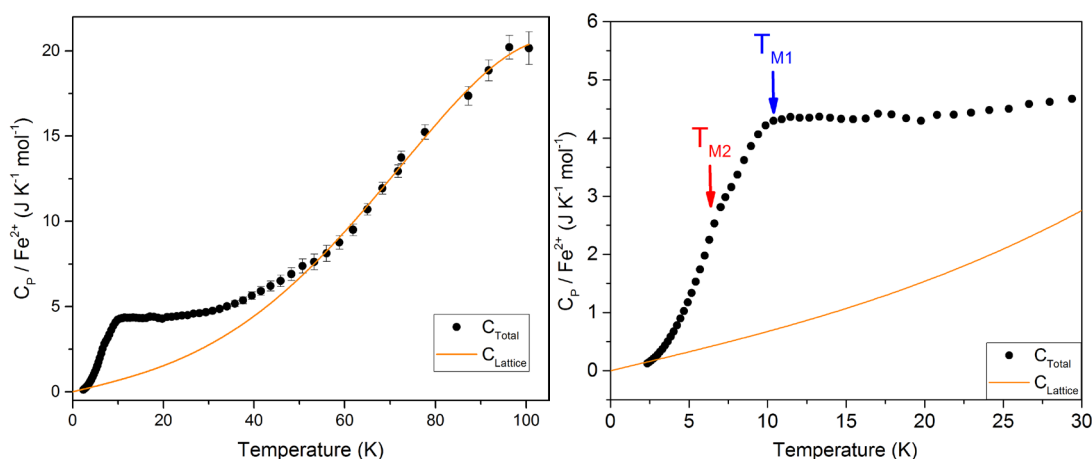 C_P / Fe²⁺ (J K⁻¹ mol⁻¹)
20
15
10
5
0
C_Total
C_Lattice
0 20 40 60 80 100
Temperature (K)
C_P / Fe²⁺ (J K⁻¹ mol⁻¹)
6
5
4
3
2
1
0
T_M1
T_M2
C_Total
C_Lattice
0 5 10 15 20 25 30
Temperature (K)